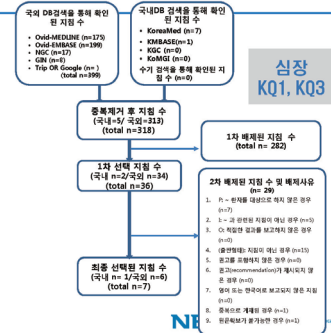 국외 DB검색을 통해 확인
된 지침 수
• Ovid-MEDLINE (n=175)
• Ovid-EMBASE (n=199)
• NGC (n=17)
• GIN (n=8)
• Trip OR Google (n= )
(total n=399)
국내DB 검색을 통해 확인된
지침 수
• KoreaMed (n=7)
• KMBASE(n=1)
• KGC (n=0)
• KoMGI (n=0)
수기 검색을 통해 확인된 지
침 수 (n=0)
심장
KQ1, KQ3
중복제거 후 지침 수
(국내=5/ 국외=313)
(total n=318)
1차 배제된 지침 수
(total n= 282)
1차 선택 지침 수
(국내 n=2/국외 n=34)
(total n=36)
2차 배제된 지침 수 및 배제사유
(n= 29)
1. P: ~ 환자를 대상으로 하지 않은 경우
(n=7)
2. I: ~ 과 관련된 지침이 아닌 경우 (n=5)
3. O: 적절한 결과를 보고하지 않은 경우
(n=0)
4. (출판형태): 지침이 아닌 경우 (n=15)
5. 권고를 포함하지 않은 경우 (n=0)
6. 권고(recommendation)가 제시되지 않
은 경우 (n=0)
7. 영어 또는 한국어로 보고되지 않은 지침
(n=0)
8. 중복으로 게재된 경우 (n=1)
9. 원문확보가 불가능한 경우 (n=1)
최종 선택된 지침 수
(국내 n= 1/국외 n=6)
(total n=7)